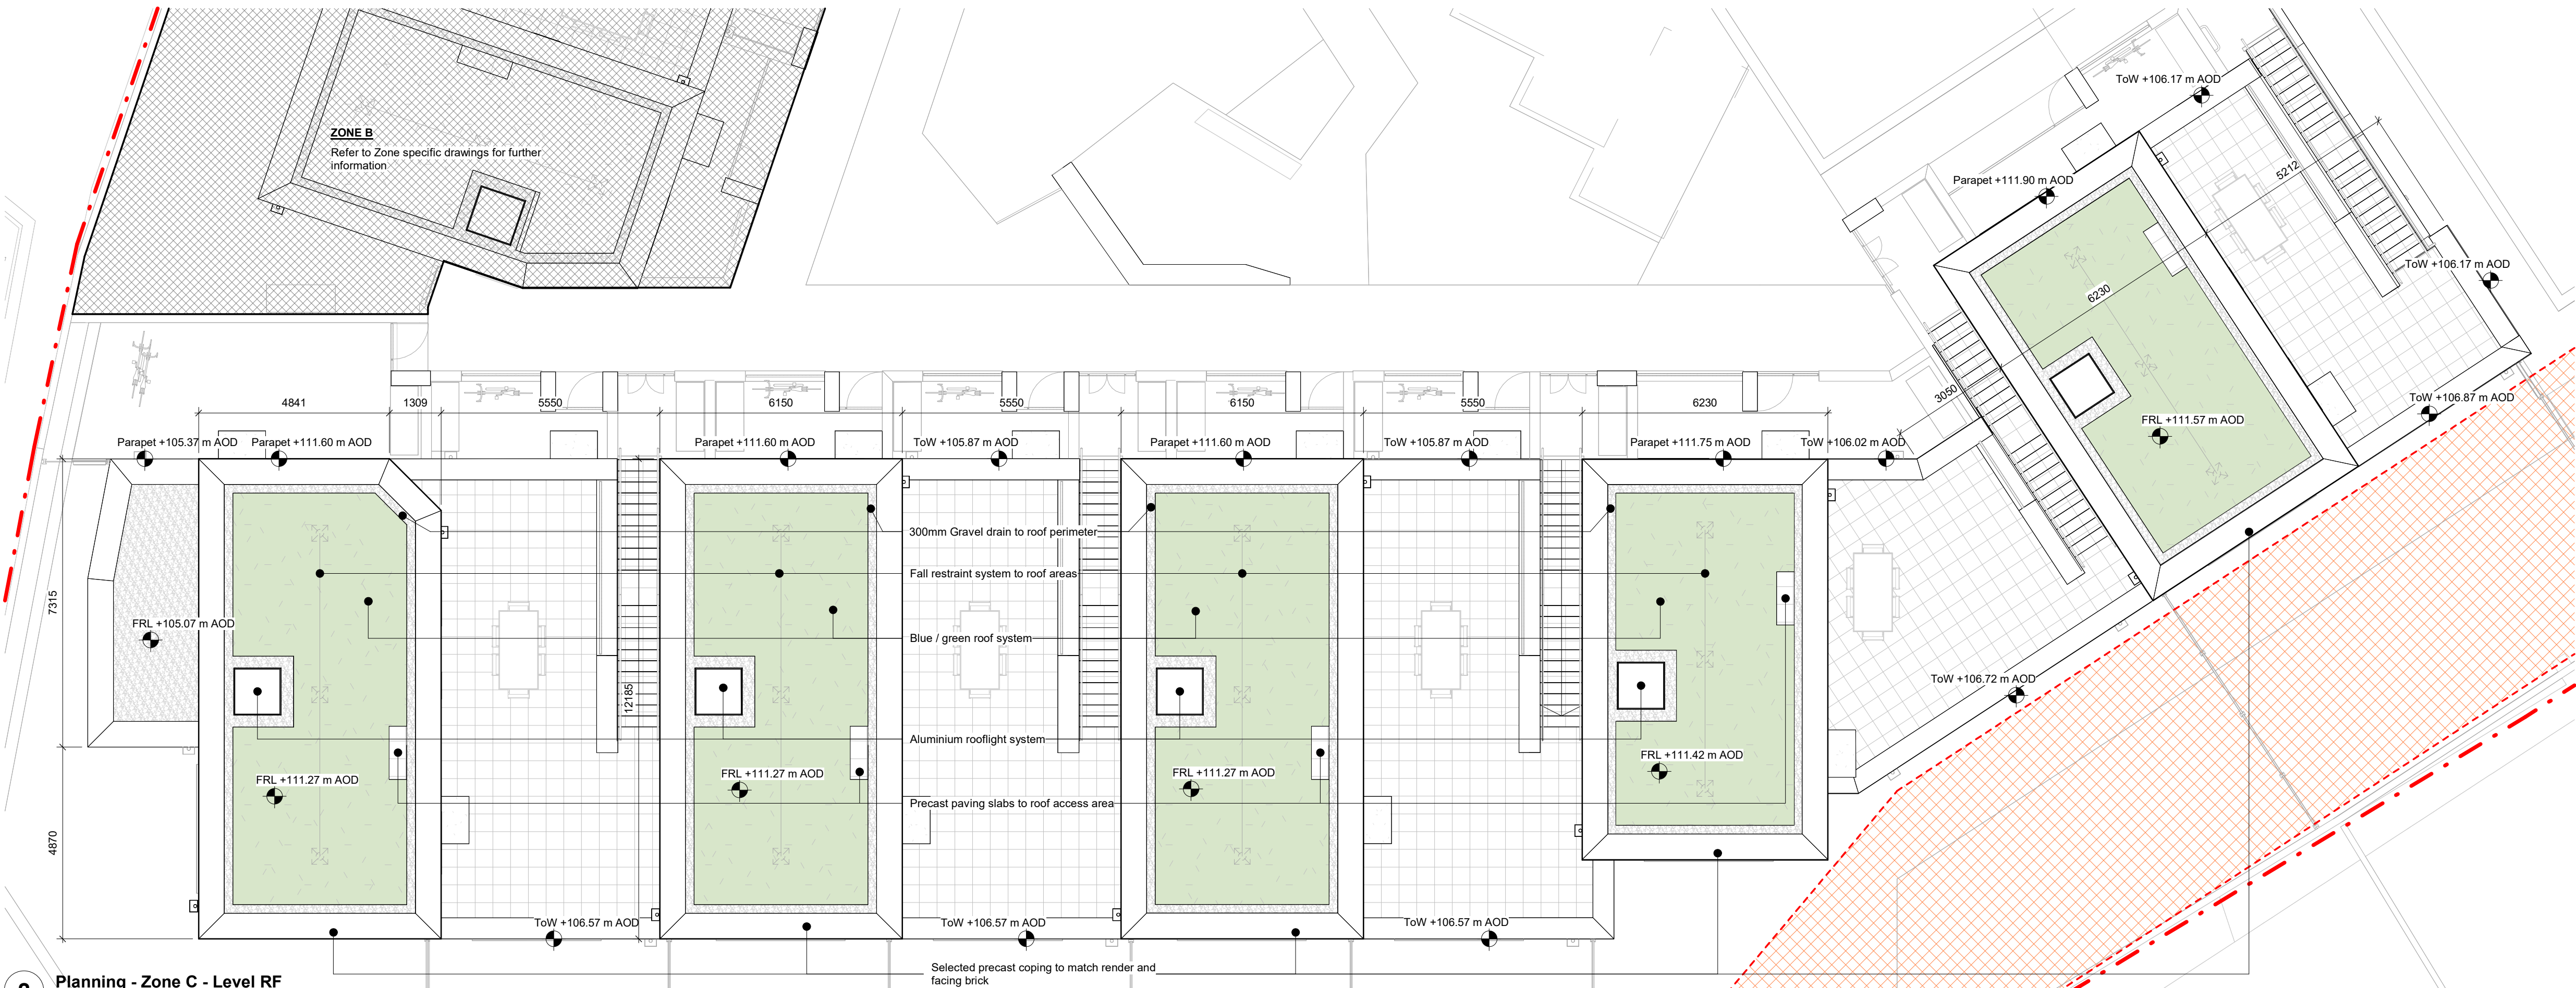 ZONE B
Refer to Zone specific drawings for further
information
ToW +106.17 m AOD
Parapet +111.90 m AOD
5212
ToW +106.17 m AOD
6230
3050
ToW +106.87 m AOD
FRL +111.57 m AOD
4841
1309
5550
6150
5550
6150
5550
6230
Parapet +105.37 m AOD
Parapet +111.60 m AOD
Parapet +111.60 m AOD
ToW +105.87 m AOD
Parapet +111.60 m AOD
ToW +105.87 m AOD
Parapet +111.75 m AOD
ToW +106.02 m AOD
300mm Gravel drain to roof perimeter
Fall restraint system to roof areas
7315
FRL +105.07 m AOD
Blue / green roof system
12185
ToW +106.72 m AOD
Aluminium rooflight system
FRL +111.27 m AOD
FRL +111.27 m AOD
FRL +111.27 m AOD
FRL +111.42 m AOD
Precast paving slabs to roof access area
4870
ToW +106.57 m AOD
ToW +106.57 m AOD
ToW +106.57 m AOD
Selected precast coping to match render and
facing brick
Planning - Zone C - Level RF